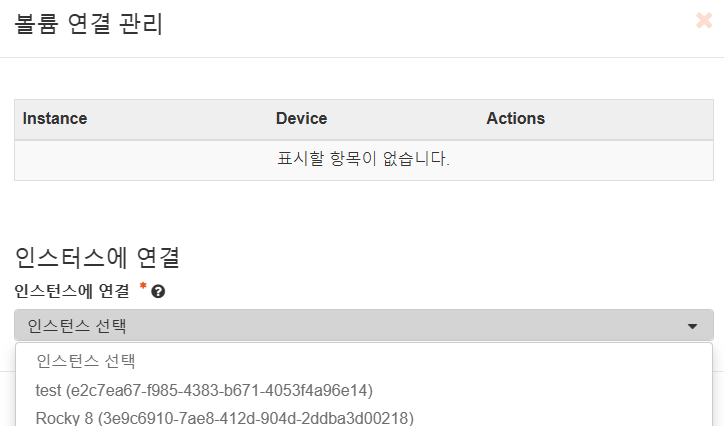 볼륨 연결 관리
Instance Device Actions
표시할 항목이 없습니다.
인스터스에 연결
인스턴스에 연결 *
인스턴스 선택
인스턴스 선택
test (e2c7ea67-f985-4383-b671-4053f4a96e14)
Rocky 8 (3e9c6910-7ae8-412d-904d-2ddba3d00218)